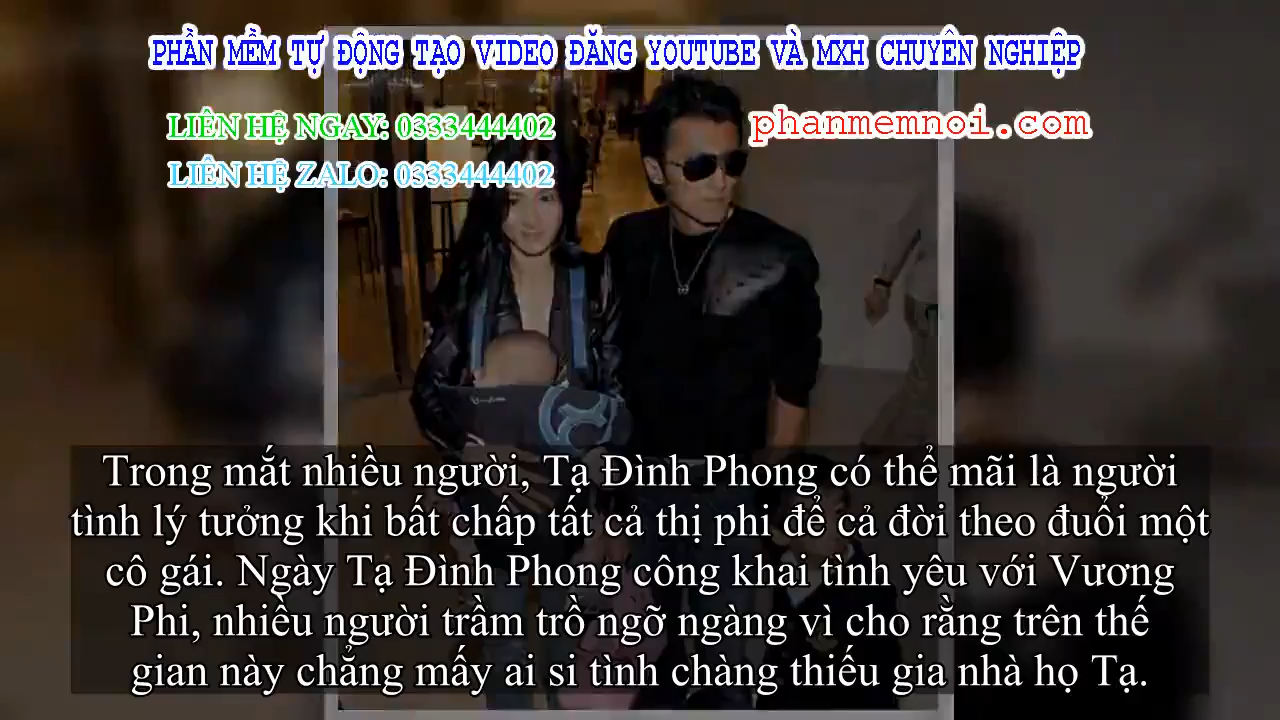 PHẦN MỀM TỰ ĐỘNG TẠO VIDEO ĐĂNG YOUTUBE VÀ MXH CHUYÊN NGHIỆP
LIÊN HỆ NGAY: 0333444402
phanmemnoi.com
LIÊN HỆ ZALO: 0333444402
Trong mắt nhiều người, Tạ Đình Phong có thể mãi là người
tình lý tưởng khi bất chấp tất cả thị phi để cả đời theo đuổi một
cô gái. Ngày Tạ Đình Phong công khai tình yêu với Vương
Phi, nhiều người trầm trồ ngỡ ngàng vì cho rằng trên thế
gian này chẳng mấy ai si tình chàng thiếu gia nhà họ Tạ.